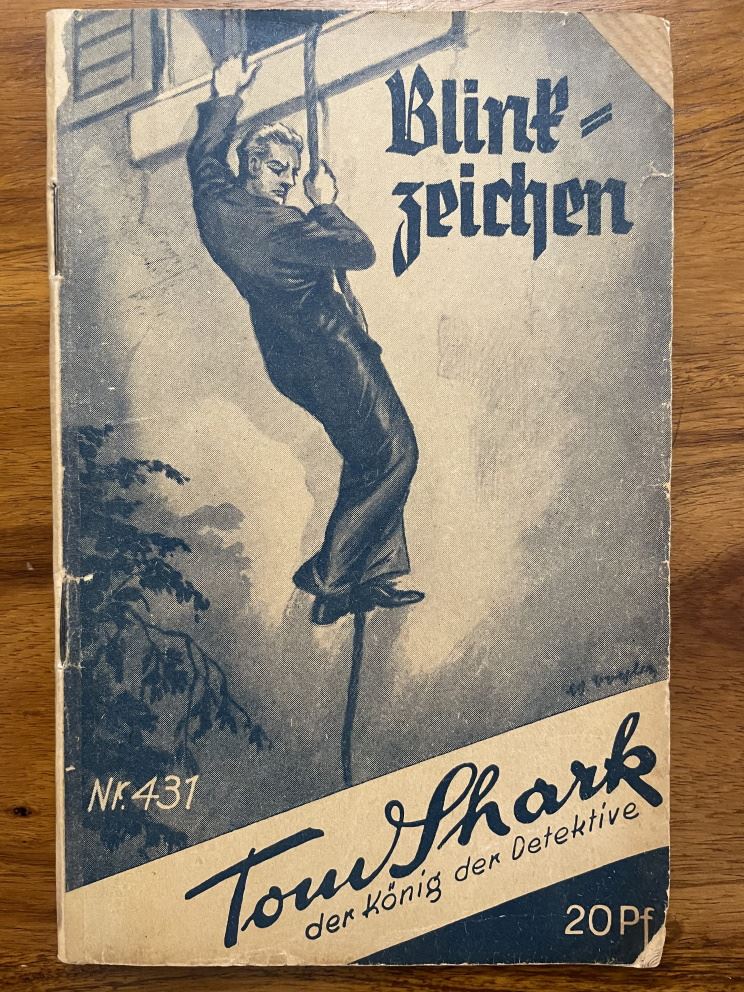 Blink=
zeichen
Nr. 431
Tom Shark
der König der Detektive
20 Pf